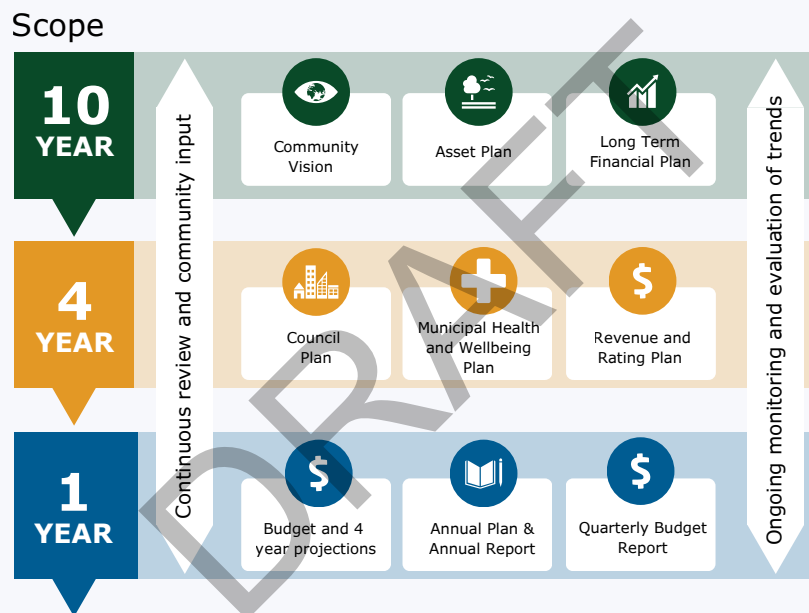 Scope
10
YEAR
Continuous review and community input
Community
Vision
Asset Plan
Long Term
Financial Plan
Ongoing monitoring and evaluation of trends
4
YEAR
Council
Plan
Municipal Health
and Wellbeing
Plan
$
Revenue and
Rating Plan
1
YEAR
$
Budget and 4
year projections
Annual Plan &
Annual Report
$
Quarterly Budget
Report
DRAFT